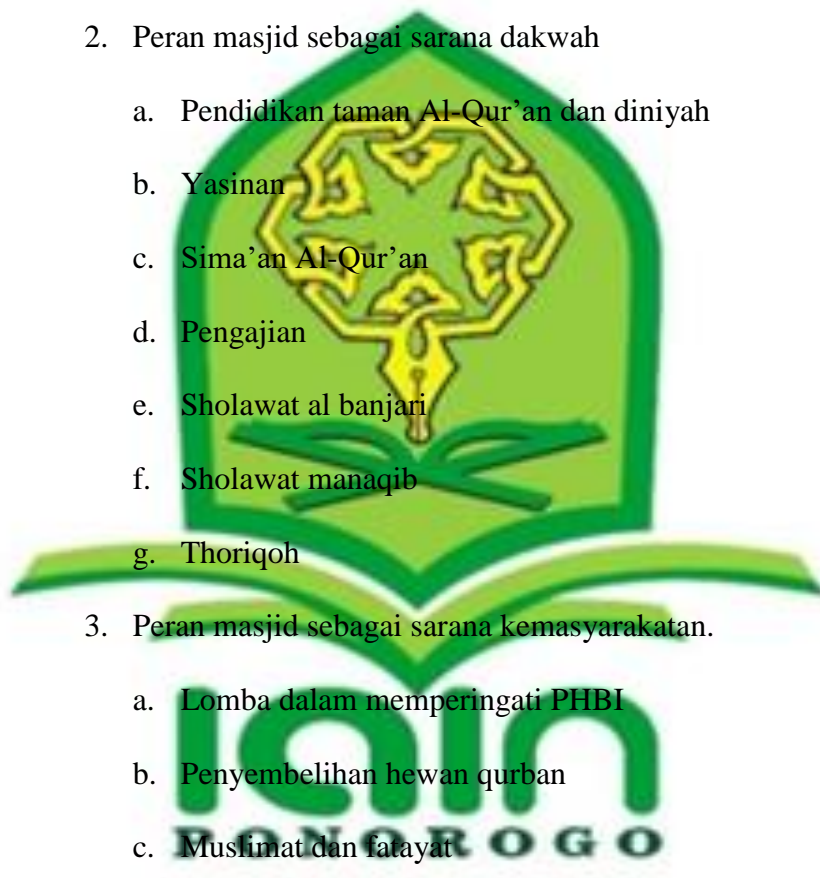 2. Peran masjid sebagai sarana dakwah
a. Pendidikan taman Al-Qur’an dan diniyah
b. Yasinan
c. Sima’an Al-Qur’an
d. Pengajian
e. Sholawat al banjari
f. Sholawat manaqib
g. Thoriqoh
3. Peran masjid sebagai sarana kemasyarakatan.
a. Lomba dalam memperingati PHBI
iain
b. Penyembelihan hewan qurban
c. Muslimat dan fatayat
PONOROGO